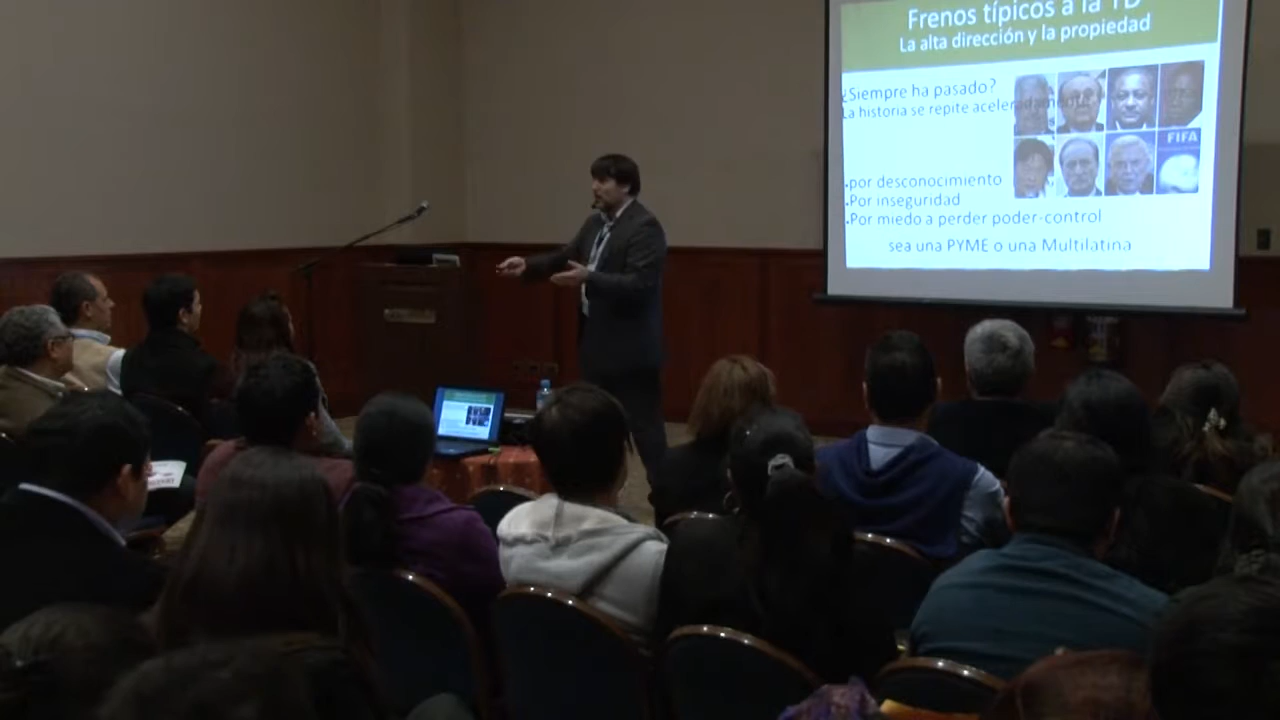 Frenos típicos a la TD
La alta dirección y la propiedad
¿Siempre ha pasado?
La historia se repite aceleradamente
FIFA
.por desconocimiento
.Por inseguridad
.Por miedo a perder poder-control
sea una PYME o una Multilatina